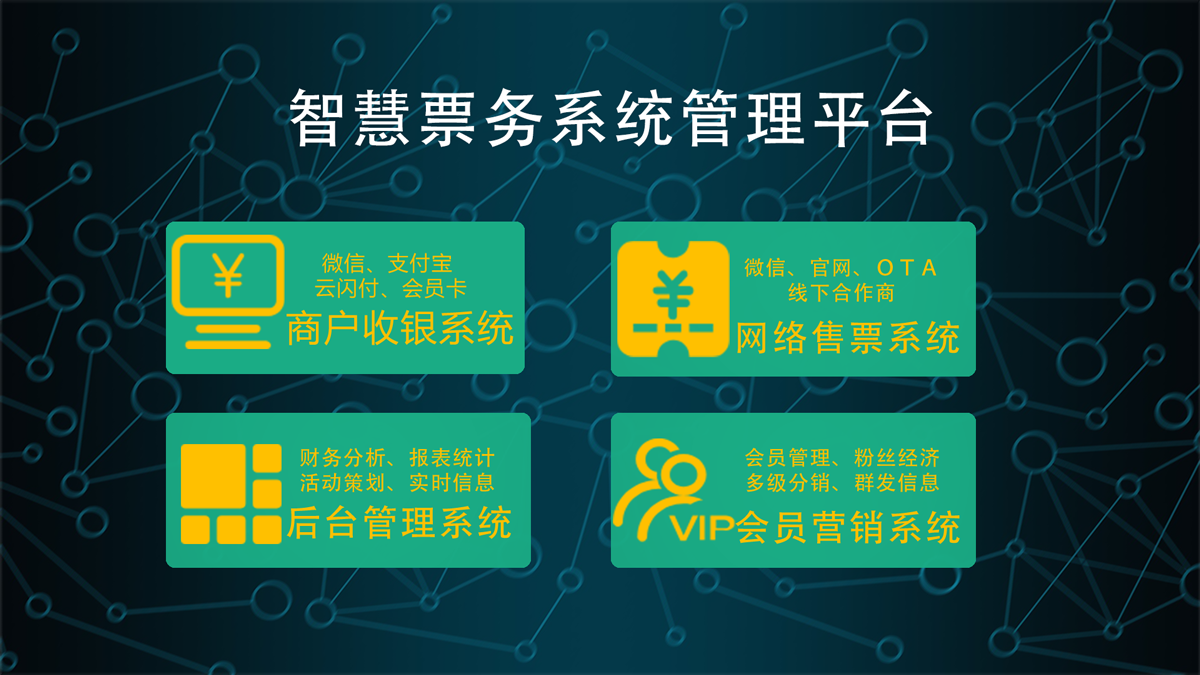 智慧票务系统管理平台
微信、支付宝
云闪付、会员卡
商户收银系统
微信、官网、OTA
线下合作商
网络售票系统
财务分析、报表统计
活动策划、实时信息
后台管理系统
会员管理、粉丝经济
多级分销、群发信息
VIP会员营销系统